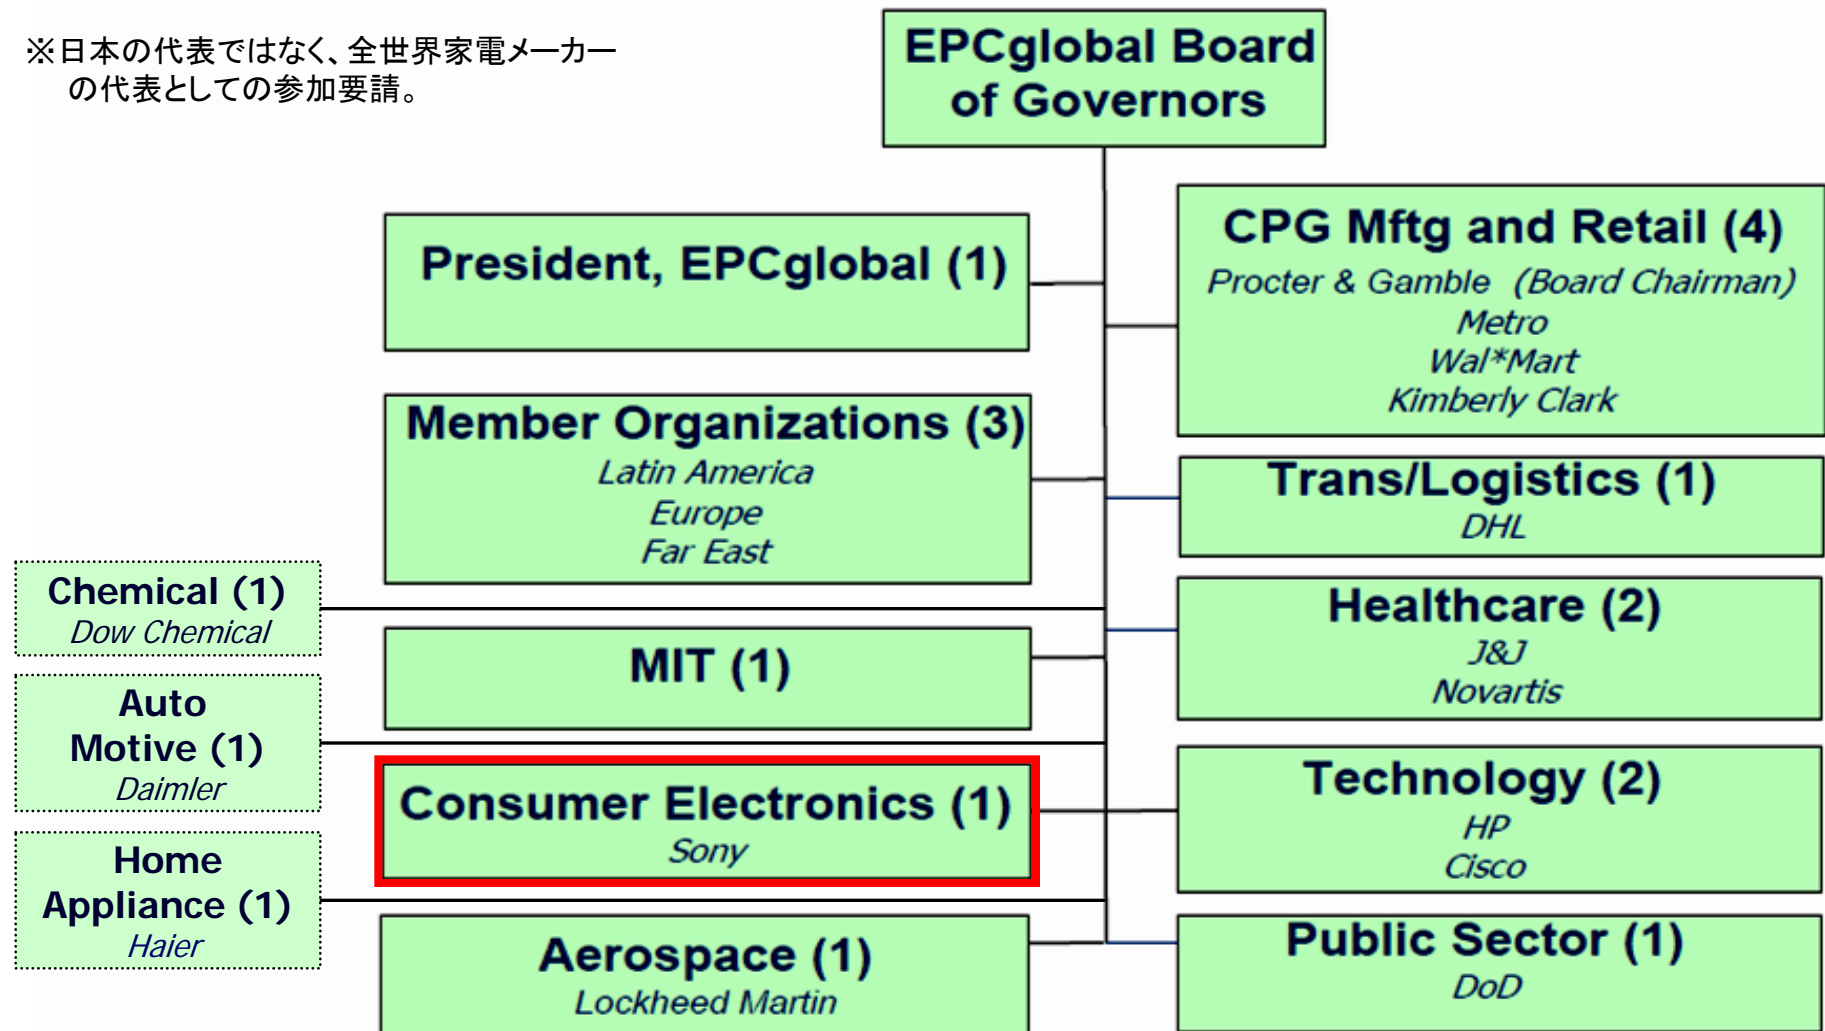 ※日本の代表ではなく、全世界家電メーカー
の代表としての参加要請。
EPCglobal Board
of Governors
President, EPCglobal (1)
CPG Mftg and Retail (4)
Procter & Gamble (Board Chairman)
Metro
Wal*Mart
Kimberly Clark
Member Organizations (3)
Latin America
Europe
Far East
Trans/Logistics (1)
DHL
Chemical (1)
Dow Chemical
MIT (1)
Healthcare (2)
J&J
Novartis
Auto
Motive (1)
Daimler
Consumer Electronics (1)
Sony
Technology (2)
HP
Cisco
Home
Appliance (1)
Haier
Aerospace (1)
Lockheed Martin
Public Sector (1)
DoD